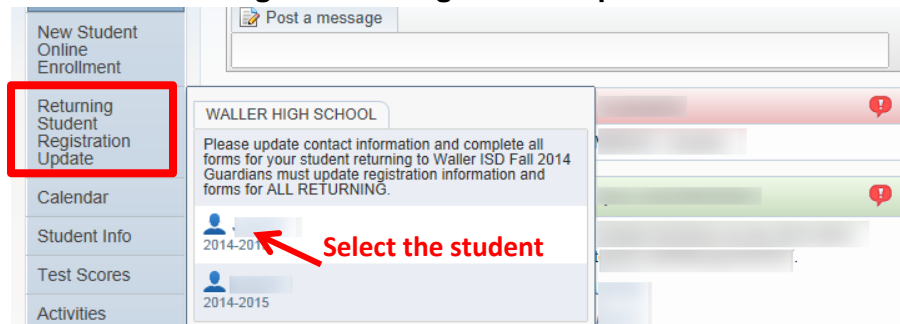 Post a message
New Student
Online
Enrollment
Returning
Student
Registration
Update
Calendar
Student Info
Test Scores
Activities
WALLER HIGH SCHOOL
Please update contact information and complete all
forms for your student returning to Waller ISD Fall 2014
Guardians must update registration information and
forms for ALL RETURNING.
Select the student
2014-2015